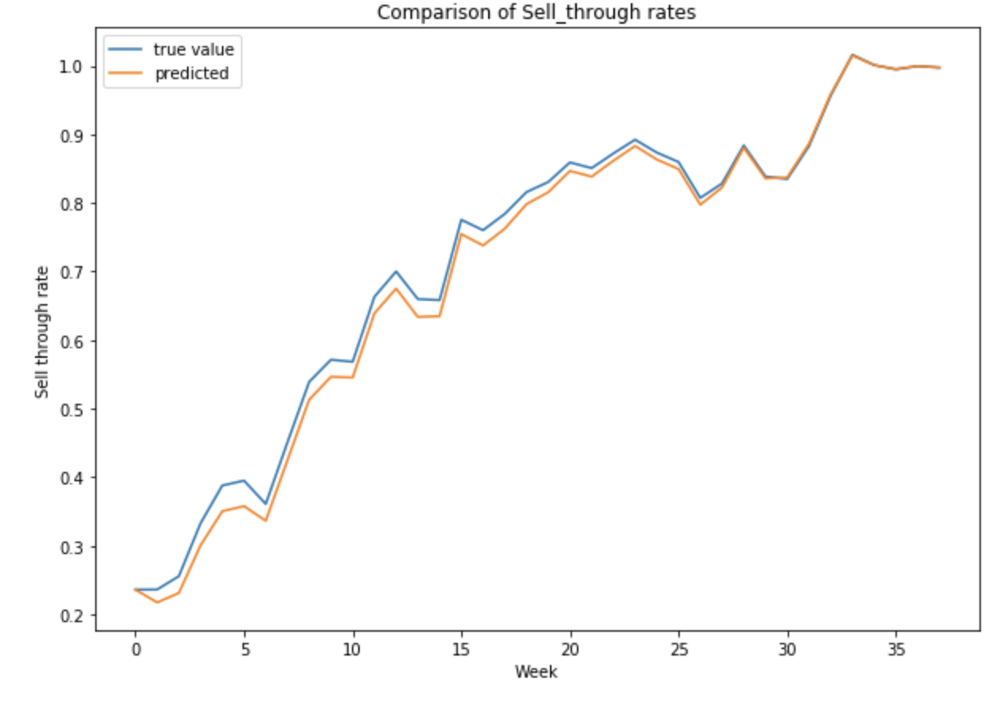 Comparison of Sell_through rates
true value
predicted
1.0
0.9
0.8
0.7
0.6
0.5
0.4
0.3
0.2
Sell through rate
0 5 10 15 20 25 30 35
Week